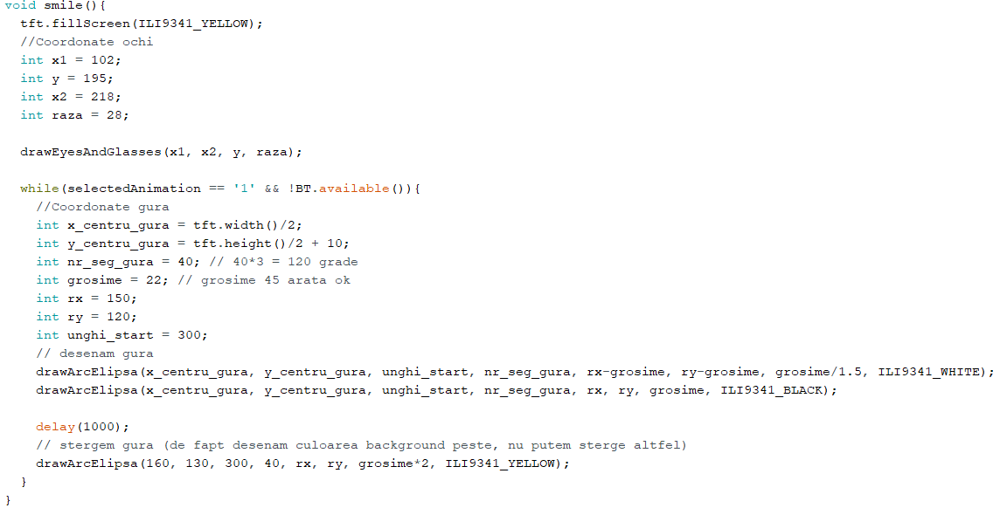 void smile(){
  tft.fillScreen(ILI9341_YELLOW);
  //Coordonate ochi
  int x1 = 102;
  int y = 195;
  int x2 = 218;
  int raza = 28;

  drawEyesAndGlasses(x1, x2, y, raza);

  while(selectedAnimation == '1' && !BT.available()){
    //Coordonate gura
    int x_centru_gura = tft.width()/2;
    int y_centru_gura = tft.height()/2 + 10;
    int nr_seg_gura = 40; // 40*3 = 120 grade
    int grosime = 22; // grosime 45 arata ok
    int rx = 150;
    int ry = 120;
    int unghi_start = 300;
    // desenam gura
    drawArcElipsa(x_centru_gura, y_centru_gura, unghi_start, nr_seg_gura, rx-grosime, ry-grosime, grosime/1.5, ILI9341_WHITE);
    drawArcElipsa(x_centru_gura, y_centru_gura, unghi_start, nr_seg_gura, rx, ry, grosime, ILI9341_BLACK);

    delay(1000);
    // stergem gura (de fapt desenam culoarea background peste, nu putem sterge altfel)
    drawArcElipsa(160, 130, 300, 40, rx, ry, grosime*2, ILI9341_YELLOW);
  }
}